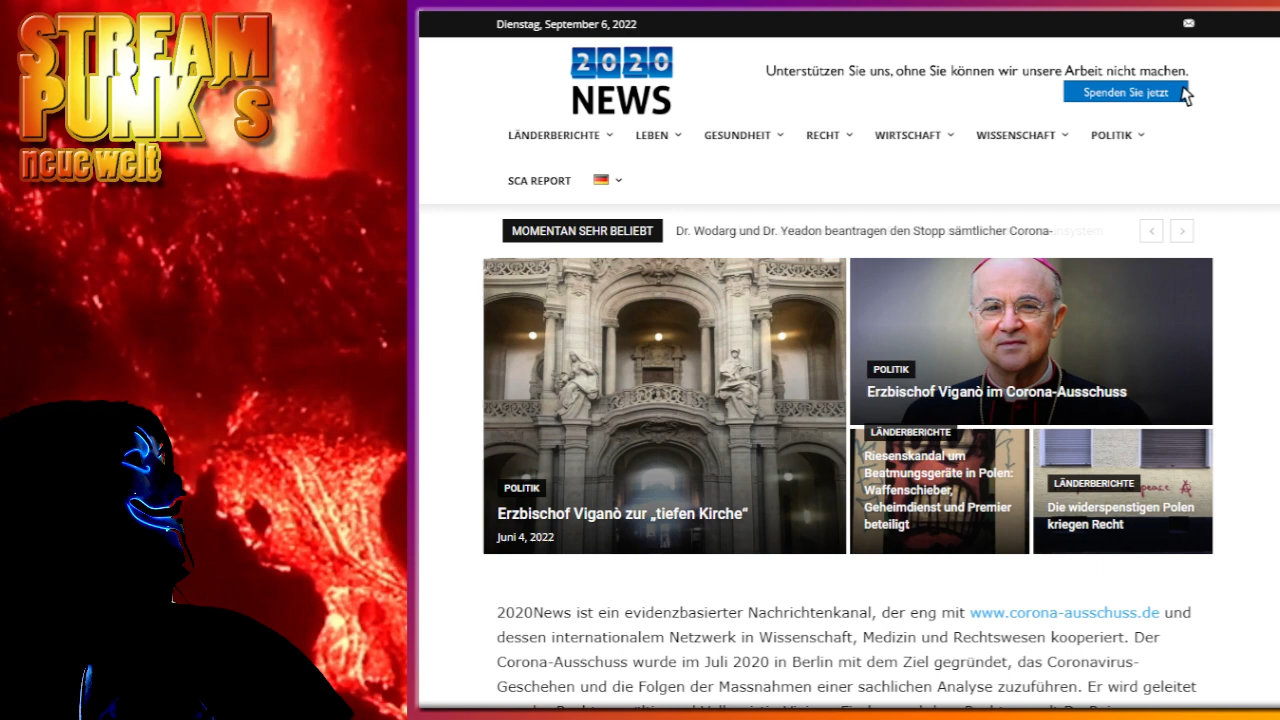 STREAM
PUNK´s
neue welt
Dienstag, September 6, 2022
2020
NEWS
Unterstützen Sie uns, ohne Sie können wir unsere Arbeit nicht machen.
Spenden Sie jetzt
LÄNDERBERICHTE
LEBEN
GESUNDHEIT
RECHT
WIRTSCHAFT
WISSENSCHAFT
POLITIK
SCA REPORT
MOMENTAN SEHR BELIEBT
Dr. Wodarg und Dr. Yeadon beantragen den Stopp sämtlicher Corona-
POLITIK
Erzbischof Viganò zur „tiefen Kirche“
Juni 4, 2022
POLITIK
Erzbischof Viganò im Corona-Ausschuss
LÄNDERBERICHTE
Riesenskandal um
Beatmungsgeräte in Polen:
Waffenschieber,
Geheimdienst und Premier
beteiligt
peace
LÄNDERBERICHTE
Die widerspenstigen Polen
kriegen Recht
2020News ist ein evidenzbasierter Nachrichtenkanal, der eng mit www.corona-ausschuss.de und
dessen internationalem Netzwerk in Wissenschaft, Medizin und Rechtswesen kooperiert. Der
Corona-Ausschuss wurde im Juli 2020 in Berlin mit dem Ziel gegründet, das Coronavirus-
Geschehen und die Folgen der Massnahmen einer sachlichen Analyse zuzuführen. Er wird geleitet